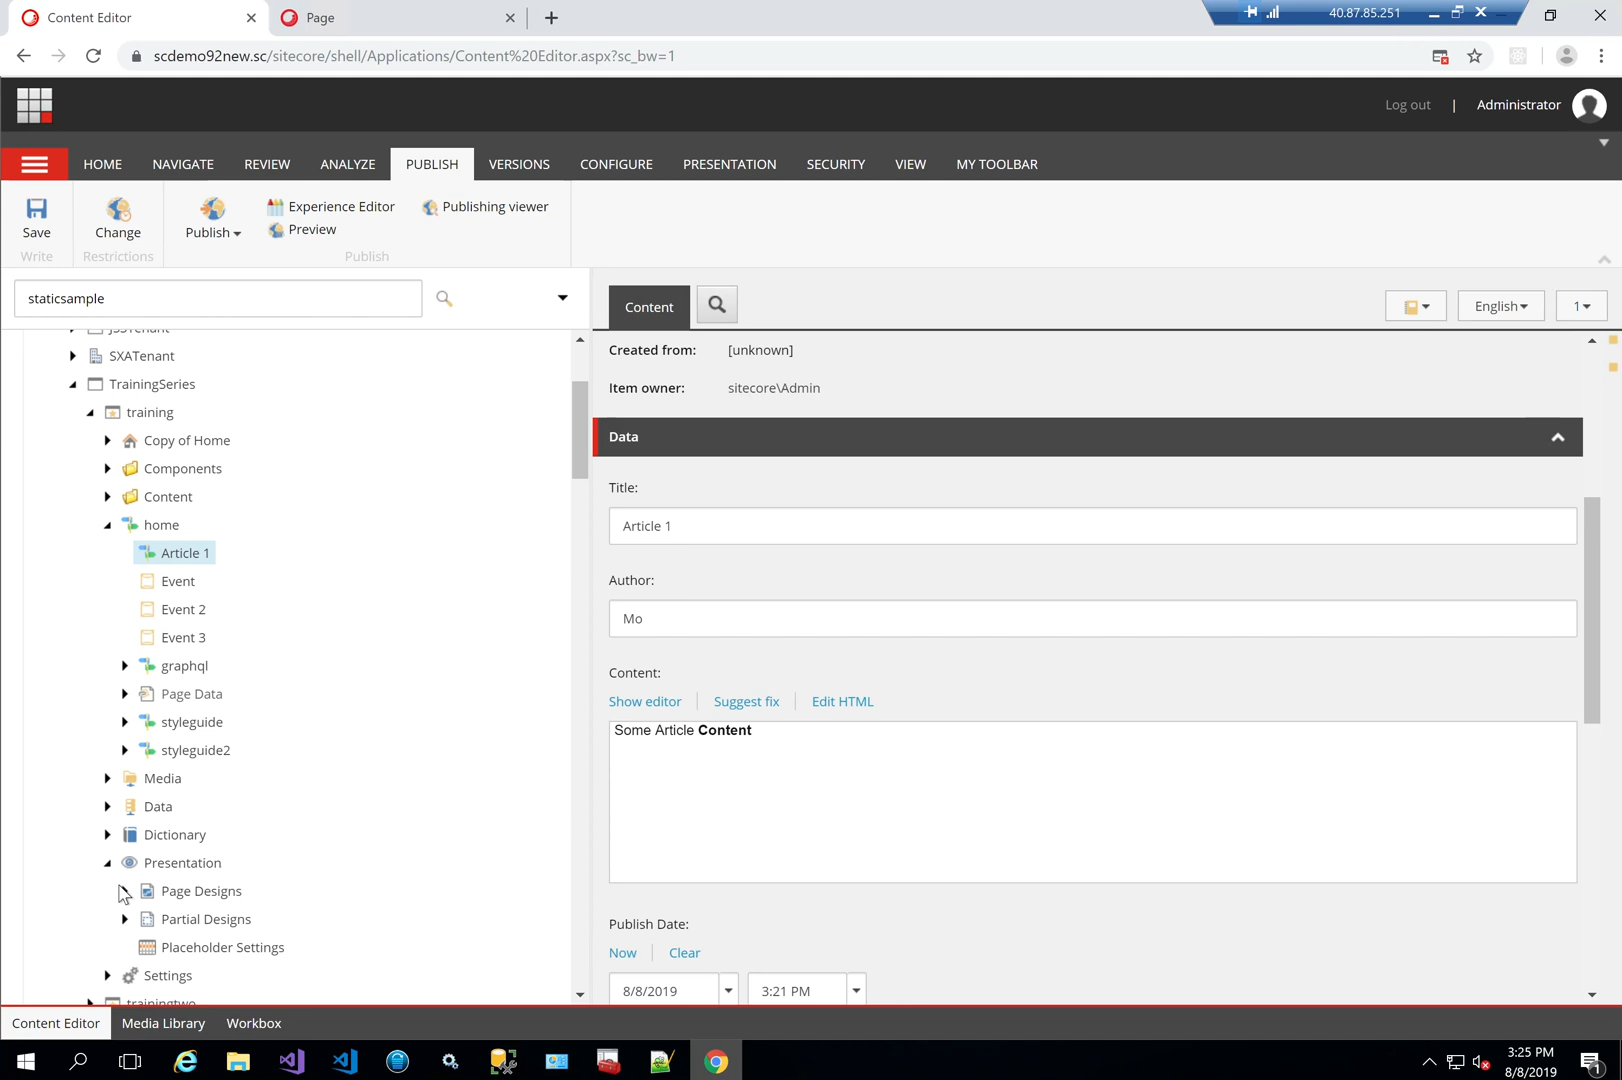 Content Editor
Page
40.87.85.251
scdemo92new.sc/sitecore/shell/Applications/Content%20Editor.aspx?sc_bw=1
Log out | Administrator
HOME NAVIGATE REVIEW ANALYZE PUBLISH VERSIONS CONFIGURE PRESENTATION SECURITY VIEW MY TOOLBAR
Save
Write
Change
Restrictions
Publish
Experience Editor
Preview
Publishing viewer
Publish
staticsample
JSSTenant
SXATenant
TrainingSeries
training
Copy of Home
Components
Content
home
Article 1
Event
Event 2
Event 3
graphql
Page Data
styleguide
styleguide2
Media
Data
Dictionary
Presentation
Page Designs
Partial Designs
Placeholder Settings
Settings
trainingtwo
Content
English
1
Created from: [unknown]
Item owner: sitecore\Admin
Data
Title:
Article 1
Author:
Mo
Content:
Show editor | Suggest fix | Edit HTML
Some Article Content
Publish Date:
Now | Clear
8/8/2019 3:21 PM
Content Editor Media Library Workbox
3:25 PM
8/8/2019
1